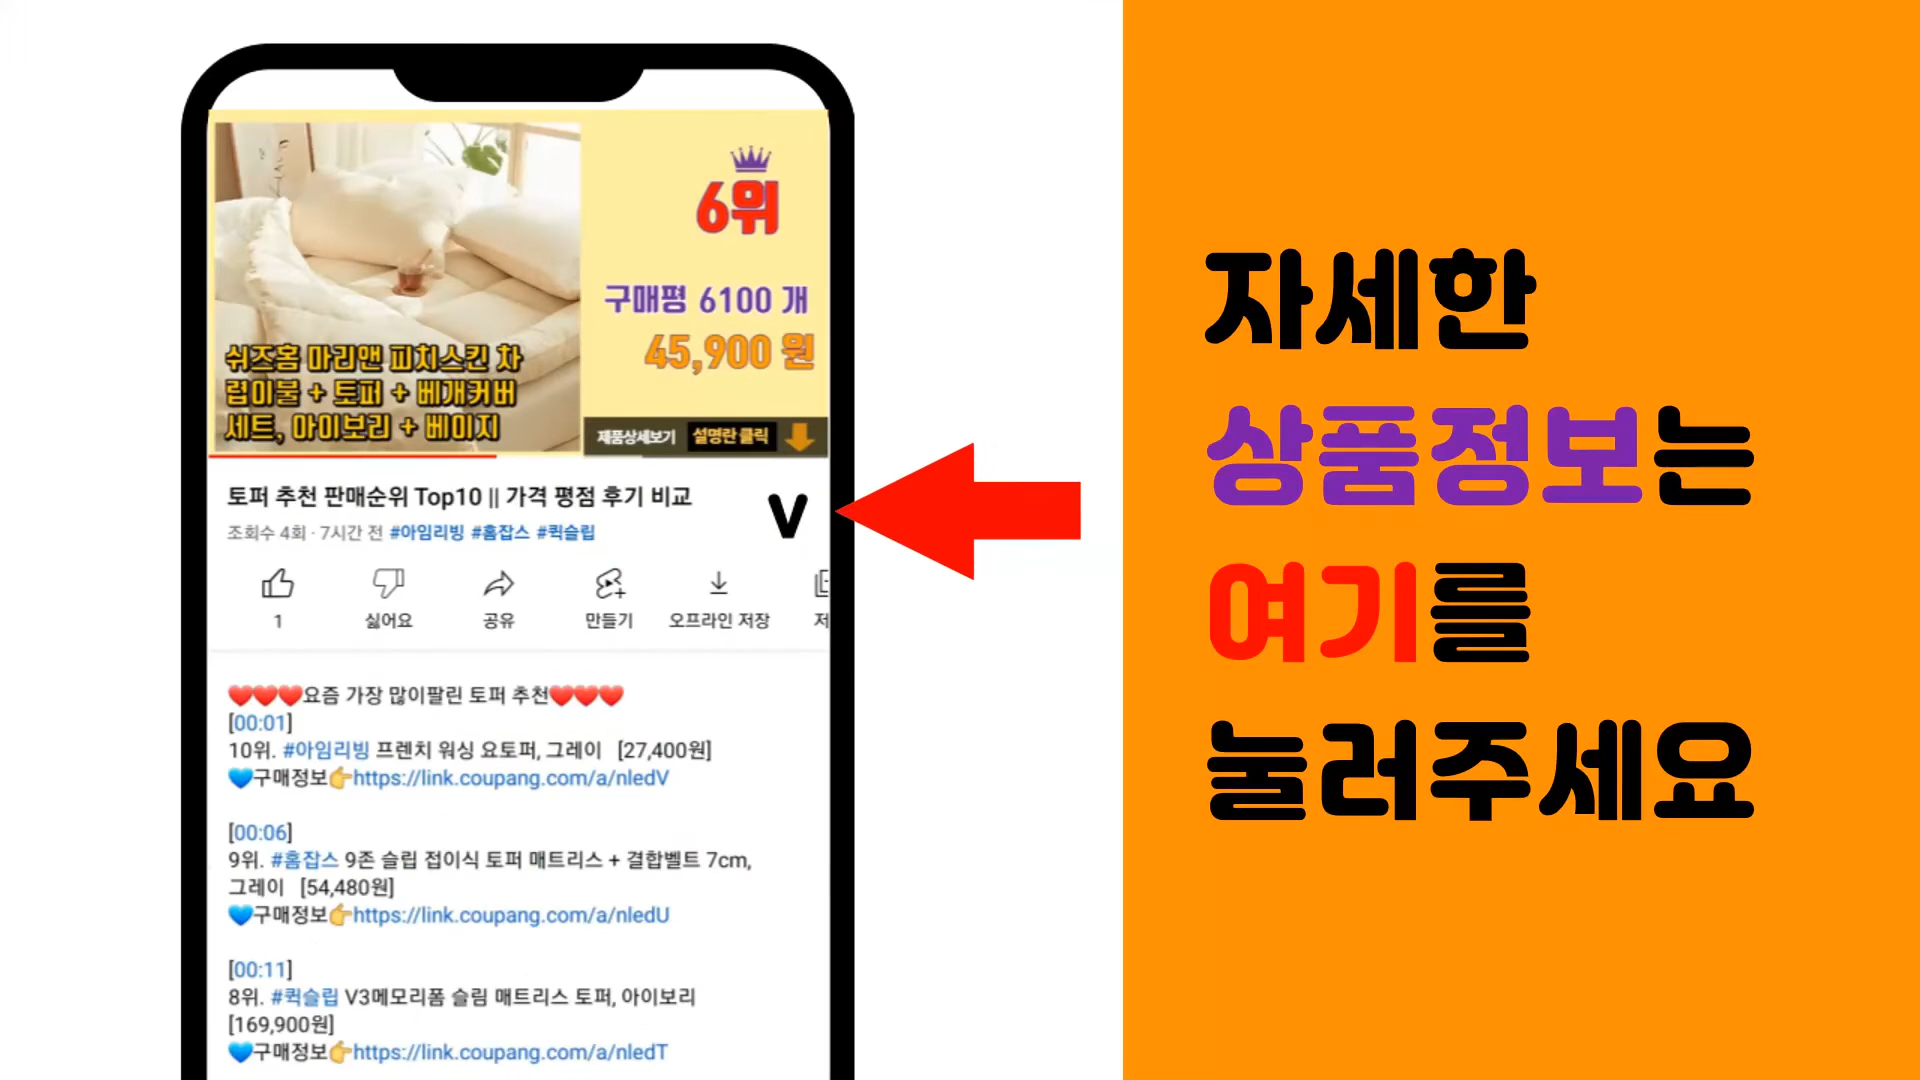 6위
구매평 6100 개
45,900 원
쉬즈홈 마리앤 피치스킨 차
렵이불 + 토퍼 + 베개커버
세트, 아이보리 + 베이지
제품상세보기 설명란 클릭
토퍼 추천 판매순위 Top10 || 가격 평점 후기 비교
V
조회수 4회 · 7시간 전 #아임리빙 #홈잡스 #퀵슬립
1 싫어요 공유 만들기 오프라인 저장 저
❤❤❤요즘 가장 많이팔린 토퍼 추천❤❤❤
[00:01]
10위. #아임리빙 프렌치 워싱 요토퍼, 그레이 [27,400원]
💙구매정보👉https://link.coupang.com/a/nledV
[00:06]
9위. #홈잡스 9존 슬립 접이식 토퍼 매트리스 + 결합벨트 7cm,
그레이 [54,480원]
💙구매정보👉https://link.coupang.com/a/nledU
[00:11]
8위. #퀵슬립 V3메모리폼 슬림 매트리스 토퍼, 아이보리
[169,900원]
💙구매정보👉https://link.coupang.com/a/nledT
자세한
상품정보는
여기를
눌러주세요